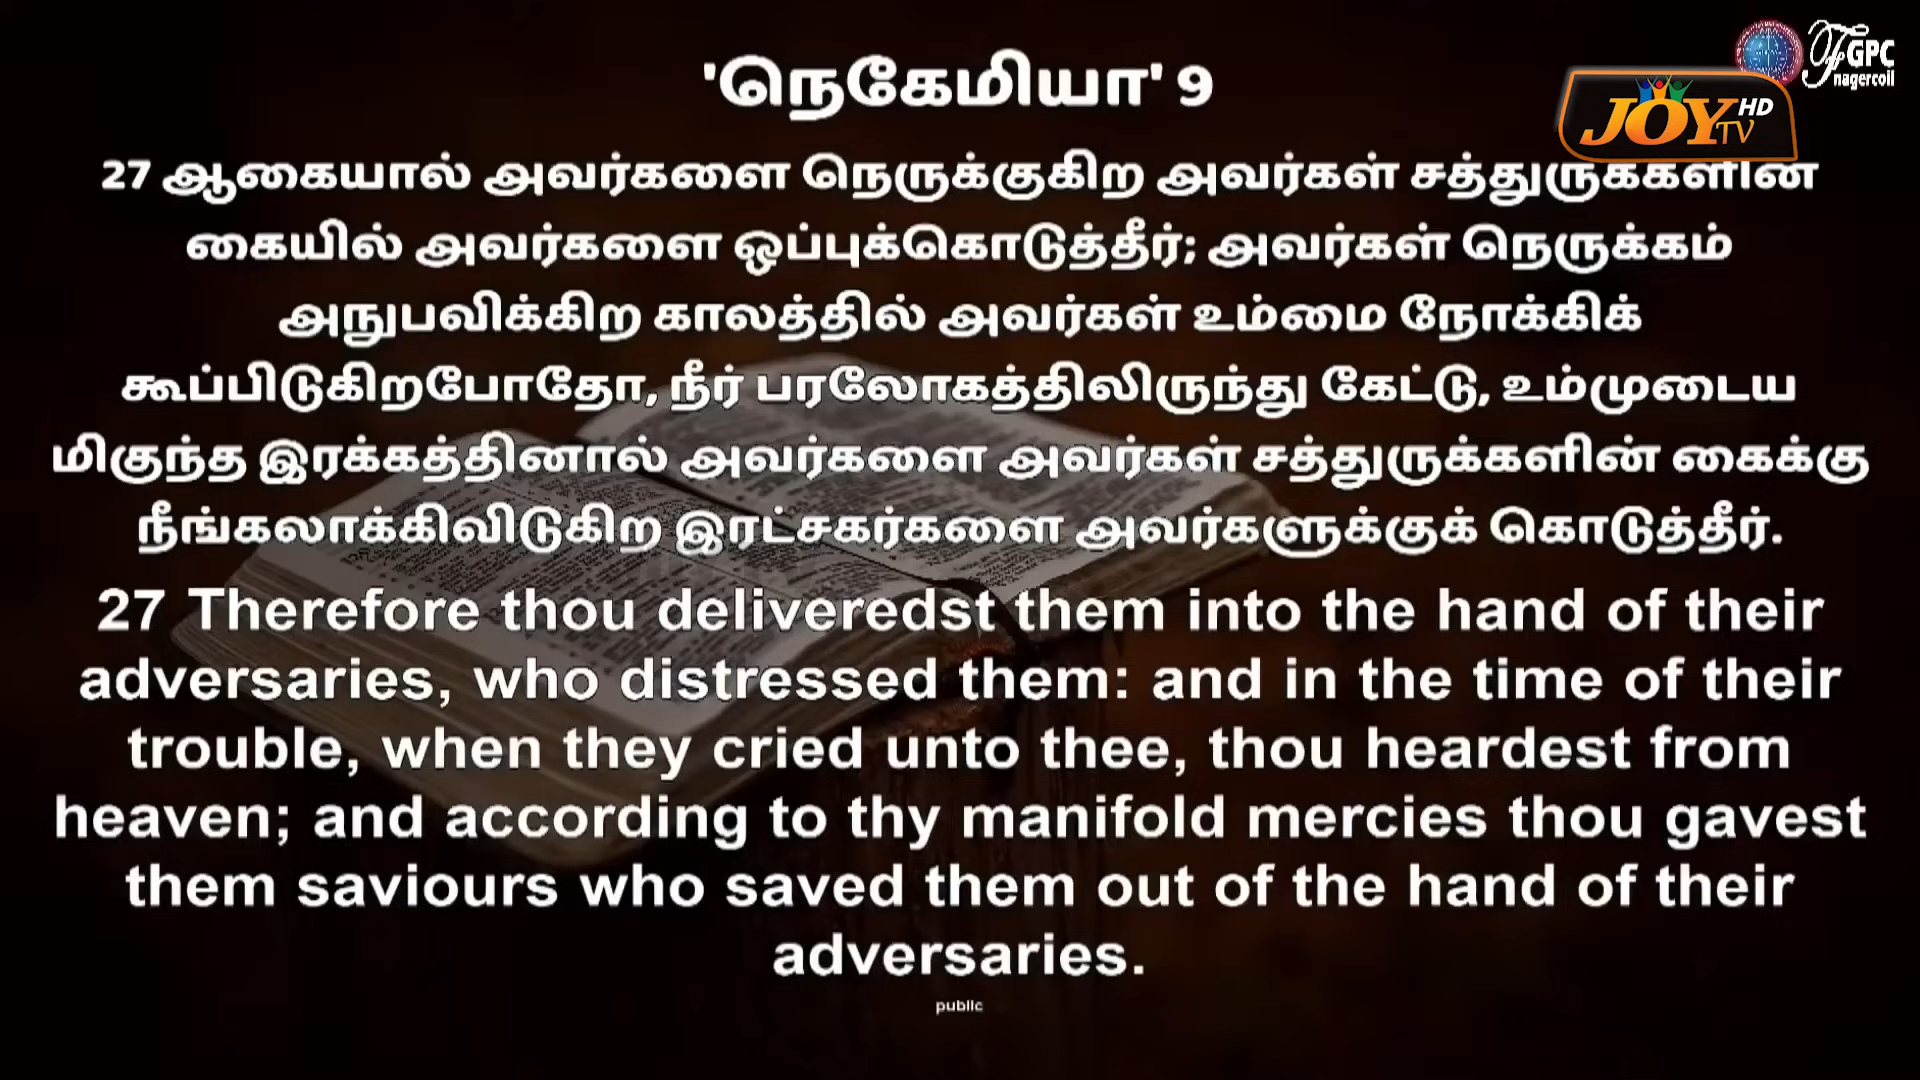 'நெகேமியா' 9
GPC
nagercoil
JOY HD
TV
27 ஆகையால் அவர்களை நெருக்குகிற அவர்கள் சத்துருக்களின்
கையில் அவர்களை ஒப்புக்கொடுத்தீர்; அவர்கள் நெருக்கம்
அநுபவிக்கிற காலத்தில் அவர்கள் உம்மை நோக்கிக்
கூப்பிடுகிறபோதோ, நீர் பரலோகத்திலிருந்து கேட்டு, உம்முடைய
மிகுந்த இரக்கத்தினால் அவர்களை அவர்கள் சத்துருக்களின் கைக்கு
நீங்கலாக்கிவிடுகிற இரட்சகர்களை அவர்களுக்குக் கொடுத்தீர்.
27 Therefore thou deliveredst them into the hand of their
adversaries, who distressed them: and in the time of their
trouble, when they cried unto thee, thou heardest from
heaven; and according to thy manifold mercies thou gavest
them saviours who saved them out of the hand of their
adversaries.
public